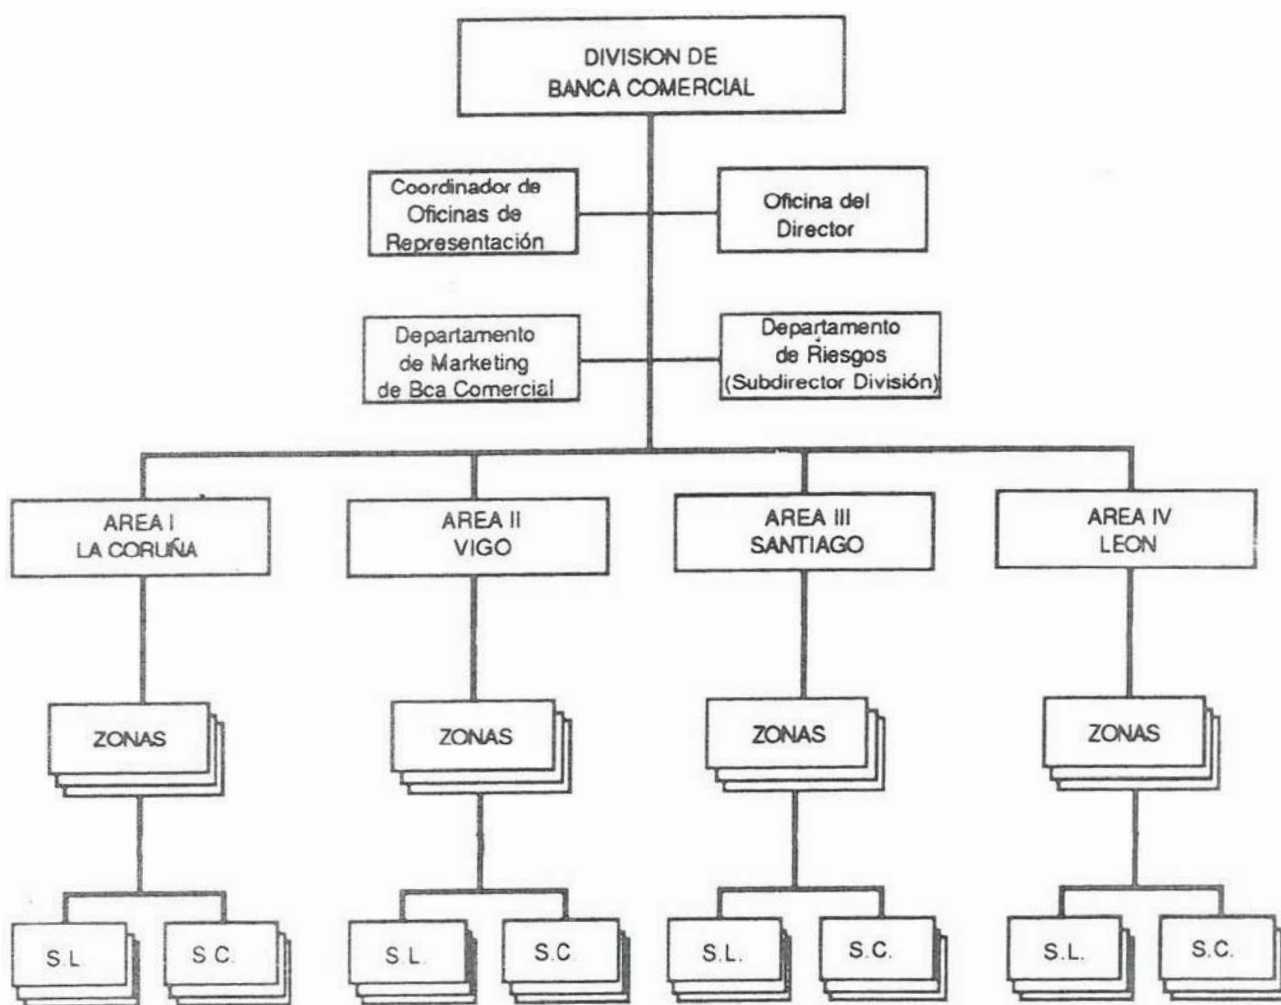 DIVISION DE
BANCA COMERCIAL
Coordinador de
Oficinas de
Representación
Oficina del
Director
Departamento
de Marketing
de Bca Comercial
Departamento
de Riesgos
(Subdirector División)
AREA I
LA CORUÑA
AREA II
VIGO
AREA III
SANTIAGO
AREA IV
LEON
ZONAS
ZONAS
ZONAS
ZONAS
S.L.
S.C.
S.L.
S.C.
S.L.
S.C.
S.L.
S.C.